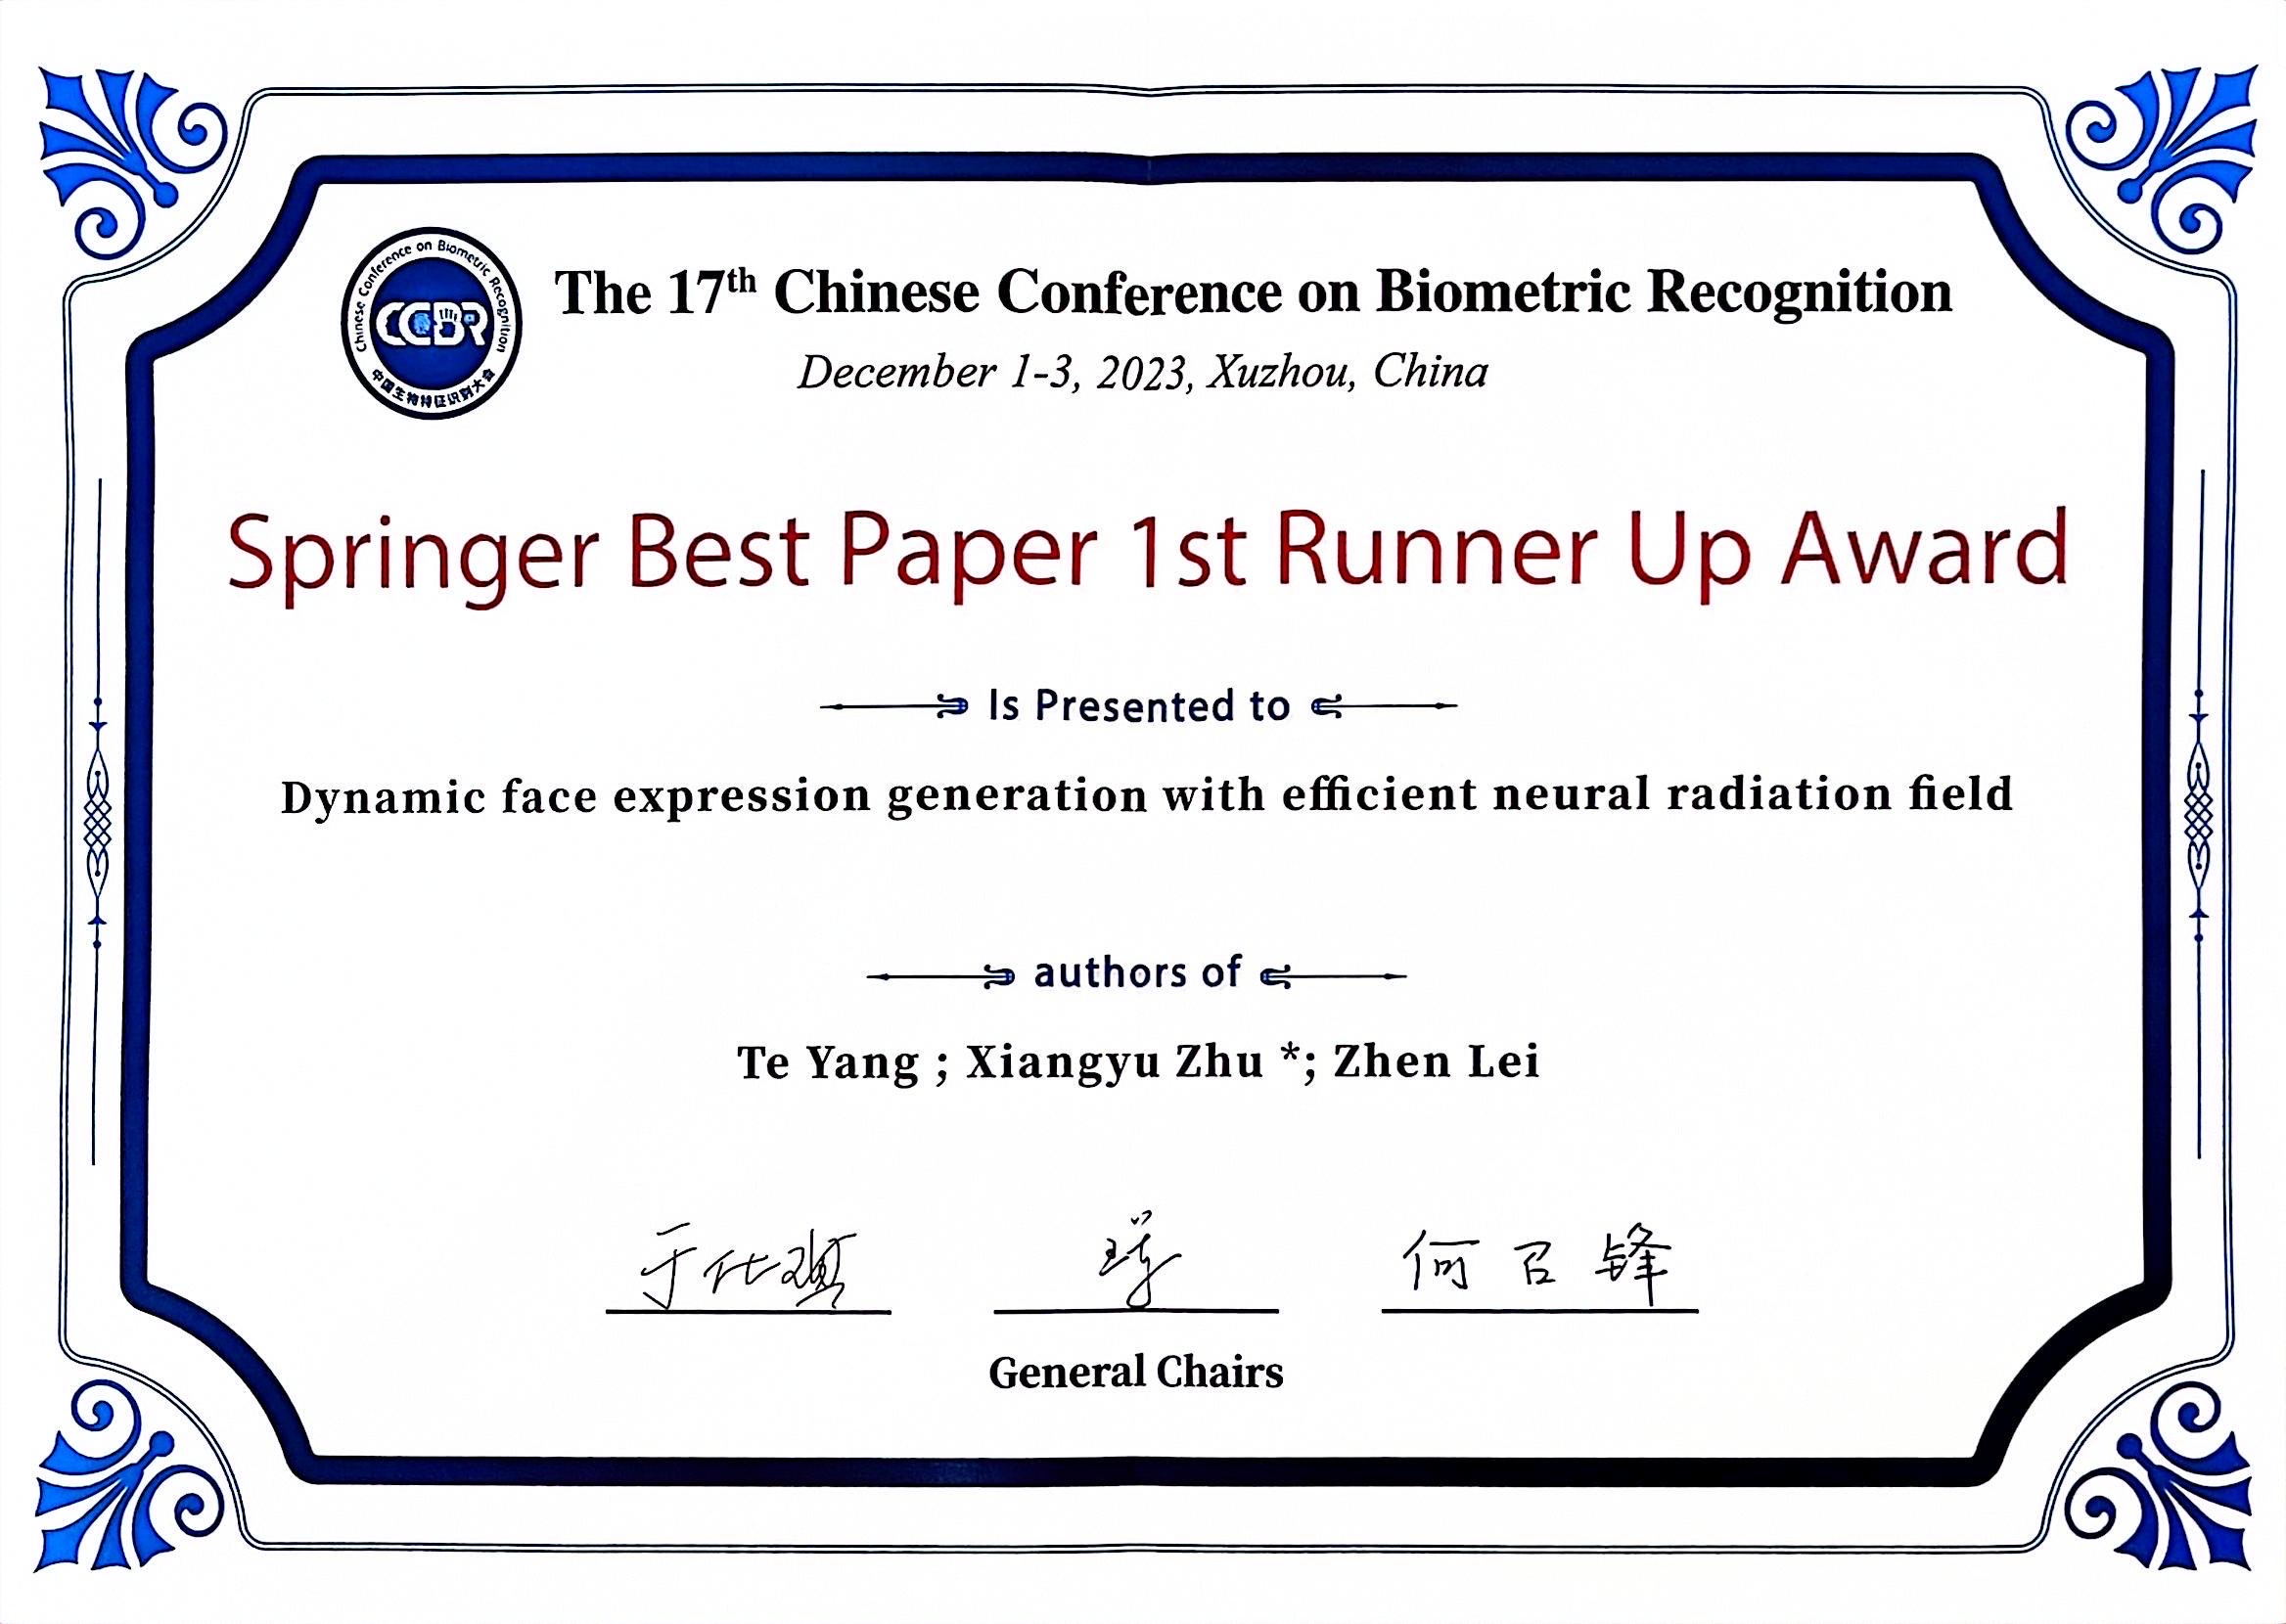 Chinese Conference on Biometric Recognition
CCBR
中国生物特征识别大会
The 17th Chinese Conference on Biometric Recognition
December 1-3, 2023, Xuzhou, China
Springer Best Paper 1st Runner Up Award
Is Presented to
Dynamic face expression generation with efficient neural radiation field
authors of
Te Yang ; Xiangyu Zhu *; Zhen Lei
于仕琪 何召锋
General Chairs